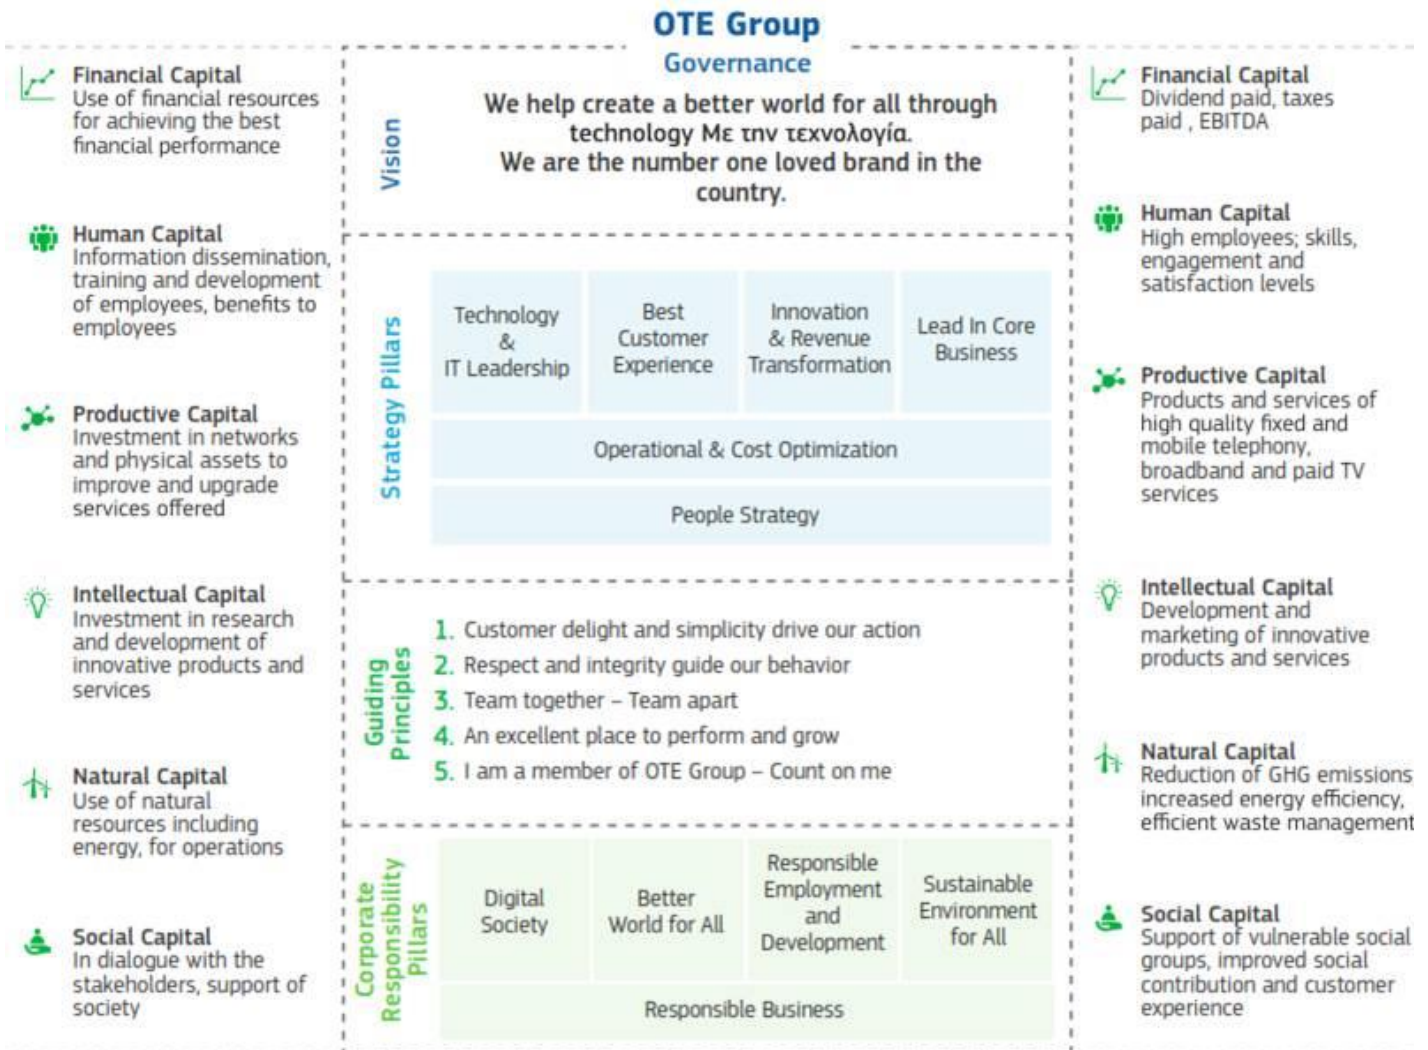 OTE Group
Governance
Financial Capital
Use of financial resources
for achieving the best
financial performance
Human Capital
Information dissemination,
training and development
of employees, benefits to
employees
Productive Capital
Investment in networks
and physical assets to
improve and upgrade
services offered
Intellectual Capital
Investment in research
and development of
innovative products and
services
Natural Capital
Use of natural
resources including
energy, for operations
Social Capital
In dialogue with the
stakeholders, support of
society
Vision
We help create a better world for all through
technology Με την τεχνολογία.
We are the number one loved brand in the
country.
Strategy Pillars
Technology
&
IT Leadership
Best
Customer
Experience
Innovation
& Revenue
Transformation
Lead In Core
Business
Operational & Cost Optimization
People Strategy
Guiding
Principles
1. Customer delight and simplicity drive our action
2. Respect and integrity guide our behavior
3. Team together – Team apart
4. An excellent place to perform and grow
5. I am a member of OTE Group – Count on me
Corporate
Responsibility
Pillars
Digital
Society
Better
World for All
Responsible
Employment
and
Development
Sustainable
Environment
for All
Responsible Business
Financial Capital
Dividend paid, taxes
paid , EBITDA
Human Capital
High employees; skills,
engagement and
satisfaction levels
Productive Capital
Products and services of
high quality fixed and
mobile telephony,
broadband and paid TV
services
Intellectual Capital
Development and
marketing of innovative
products and services
Natural Capital
Reduction of GHG emissions
increased energy efficiency,
efficient waste management
Social Capital
Support of vulnerable social
groups, improved social
contribution and customer
experience